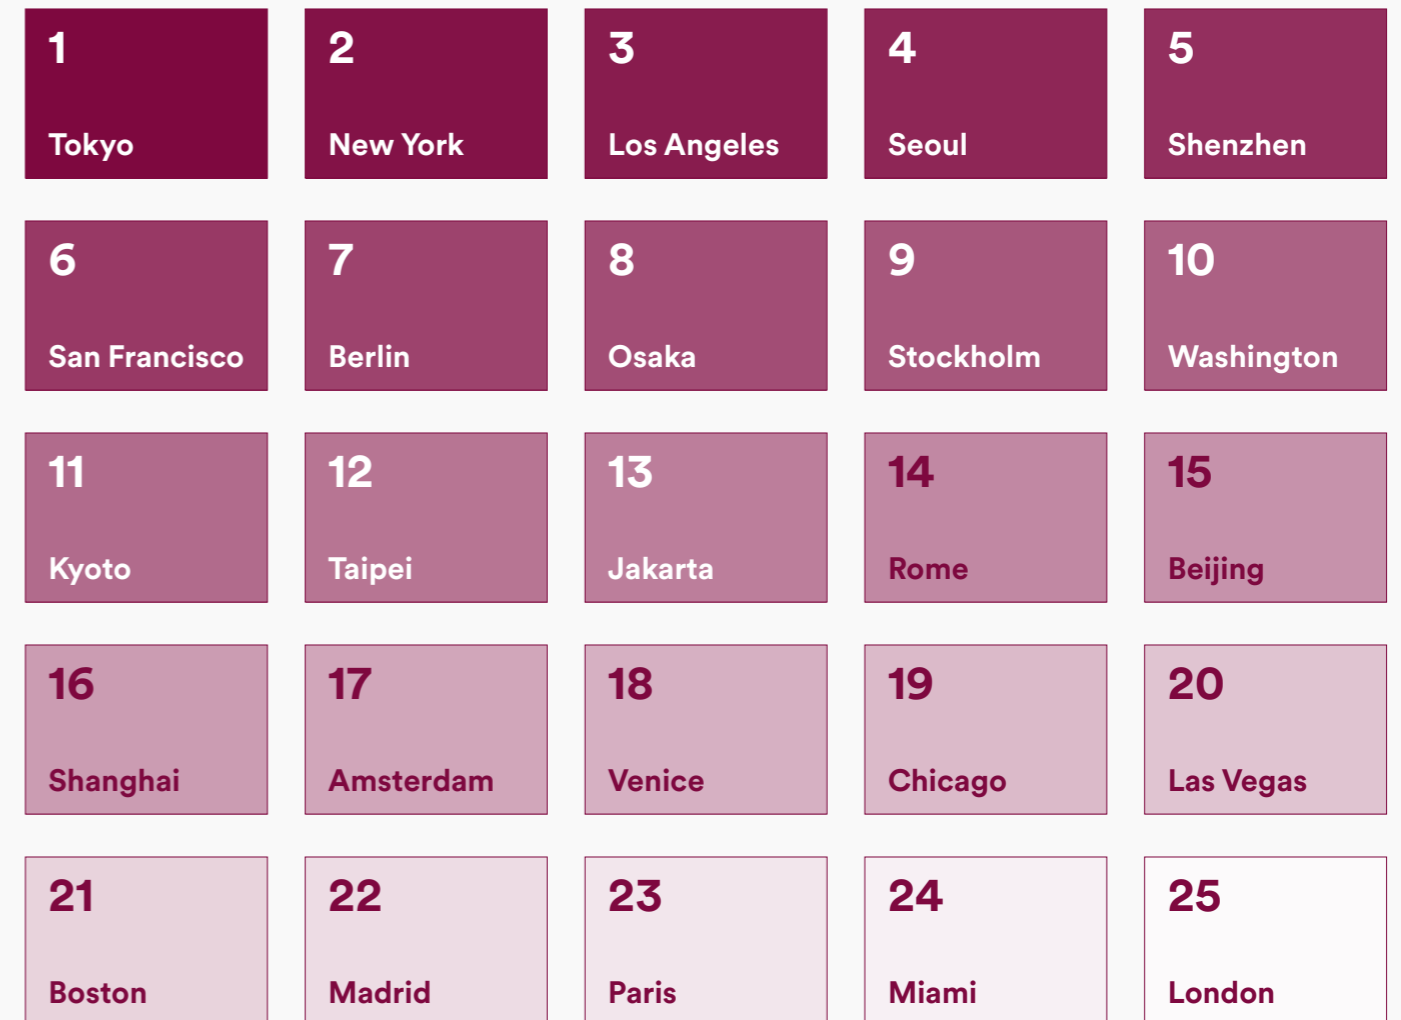 1
Tokyo
2
New York
3
Los Angeles
4
Seoul
5
Shenzhen
6
San Francisco
7
Berlin
8
Osaka
9
Stockholm
10
Washington
11
Kyoto
12
Taipei
13
Jakarta
14
Rome
15
Beijing
16
Shanghai
17
Amsterdam
18
Venice
19
Chicago
20
Las Vegas
21
Boston
22
Madrid
23
Paris
24
Miami
25
London